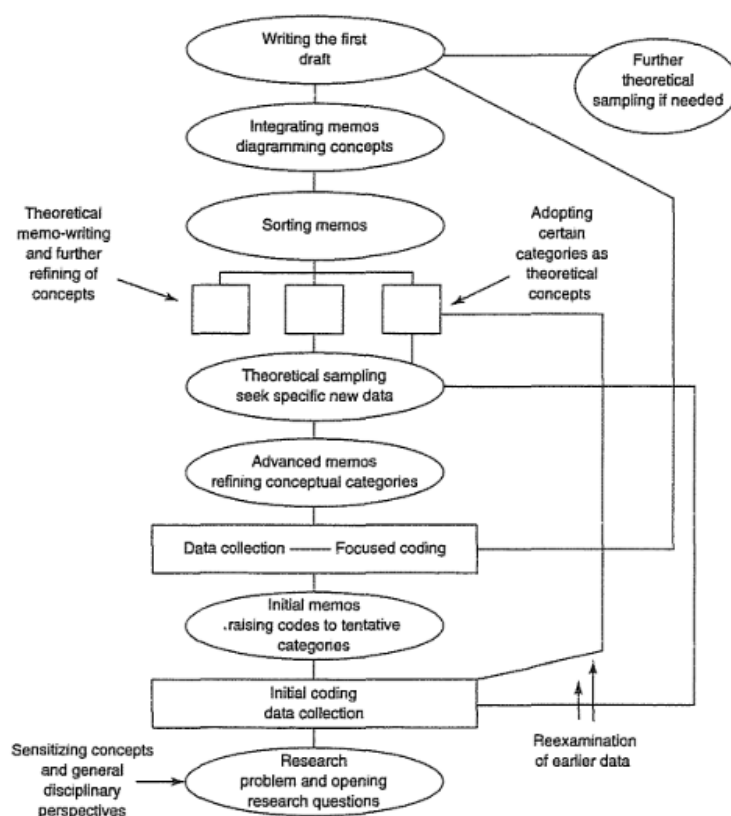 Writing the first
draft
Further
theoretical
sampling if needed
Integrating memos
diagramming concepts
Theoretical
memo-writing
and further
refining of
concepts
Sorting memos
Adopting
certain
categories as
theoretical
concepts
Theoretical sampling
seek specific new data
Advanced memos
refining conceptual categories
Data collection ——— Focused coding
Initial memos
.raising codes to tentative
categories
Initial coding
data collection
Reexamination
of earlier data
Sensitizing concepts
and general
disciplinary
perspectives
Research
problem and opening
research questions